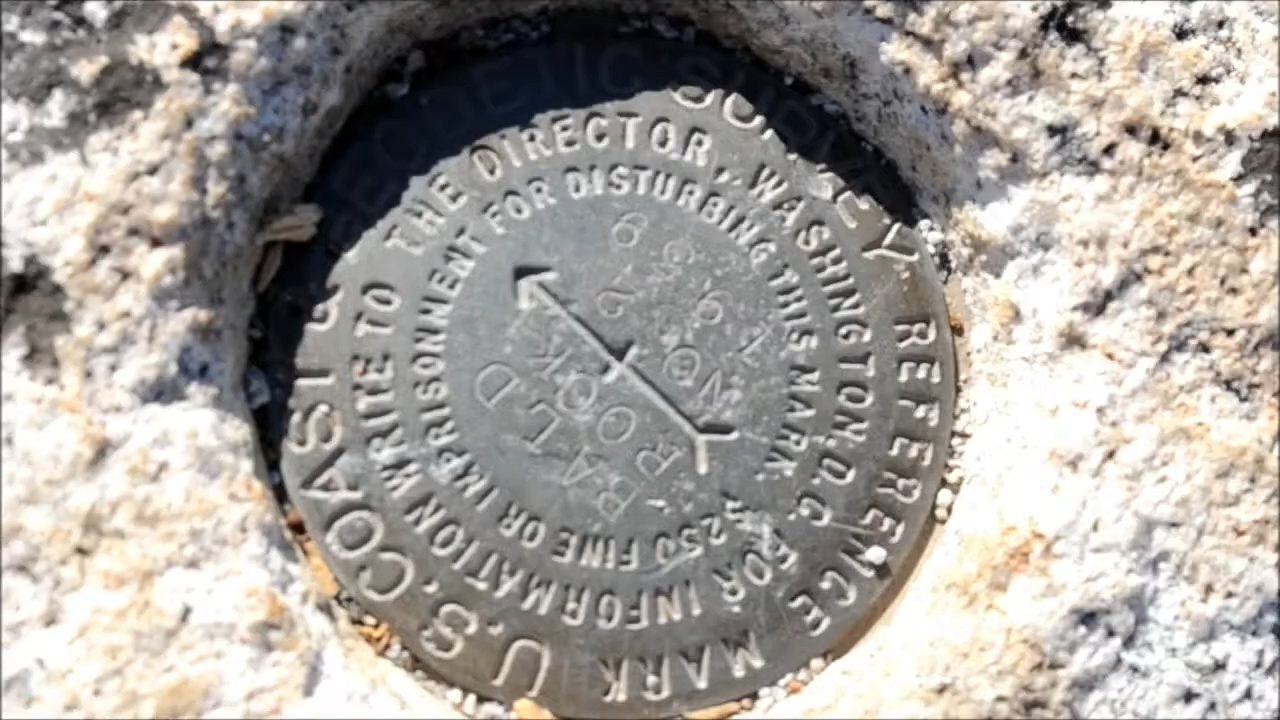 U.S. COAST & GEODETIC SURVEY REFERENCE MARK
FOR INFORMATION WRITE TO THE DIRECTOR, WASHINGTON, D.C.
$250 FINE OR IMPRISONMENT FOR DISTURBING THIS MARK.
BALD
ROCK
NO 2